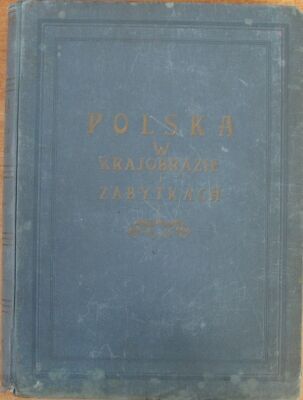 POLSKA
W
KRAJOBRAZIE
I
ZABYTKACH